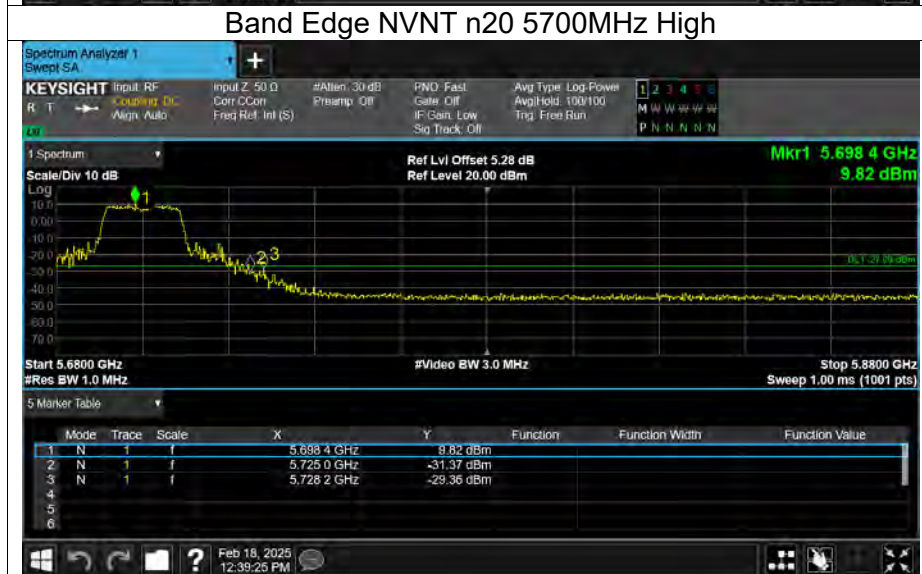 Band Edge NVNT n20 5700MHz High
Spectrum Analyzer 1
Swept SA
+
KEYSIGHT Input: RF Input Z: 50 Ω #Atten: 30 dB PNO: Fast Avg Type: Log-Power 1 2 3 4 5 6
R T Coupling: DC Corr CCorr Preamp: Off Gate: Off Avg|Hold: 100/100 M W W W W W
Align: Auto Freq Ref: Int (S) IF Gain: Low Trig: Free Run
Sig Track: Off P N N N N N
1 Spectrum Ref Lvl Offset 5.28 dB Mkr1 5.698 4 GHz
Scale/Div 10 dB Ref Level 20.00 dBm 9.82 dBm
Log
10.0
0.00
-10.0
-20.0
-30.0
-40.0
-50.0
-60.0
-70.0
1
2
3
DL1 -27.00 dBm
Start 5.6800 GHz #Video BW 3.0 MHz Stop 5.8800 GHz
#Res BW 1.0 MHz Sweep 1.00 ms (1001 pts)
5 Marker Table
Mode Trace Scale X Y Function Function Width Function Value
1 N 1 f 5.698 4 GHz 9.82 dBm
2 N 1 f 5.725 0 GHz -31.37 dBm
3 N 1 f 5.728 2 GHz -29.36 dBm
4
5
6
? Feb 18, 2025
12:39:25 PM